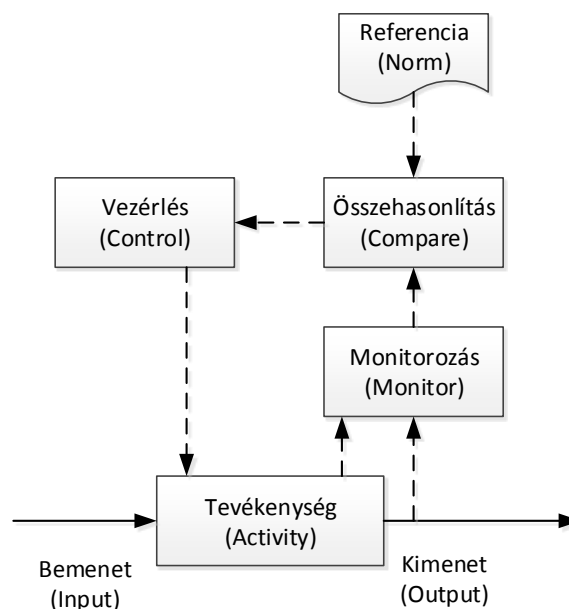 Referencia
(Norm)
Vezérlés
(Control)
Összehasonlítás
(Compare)
Monitorozás
(Monitor)
Tevékenység
(Activity)
Bemenet
(Input)
Kimenet
(Output)